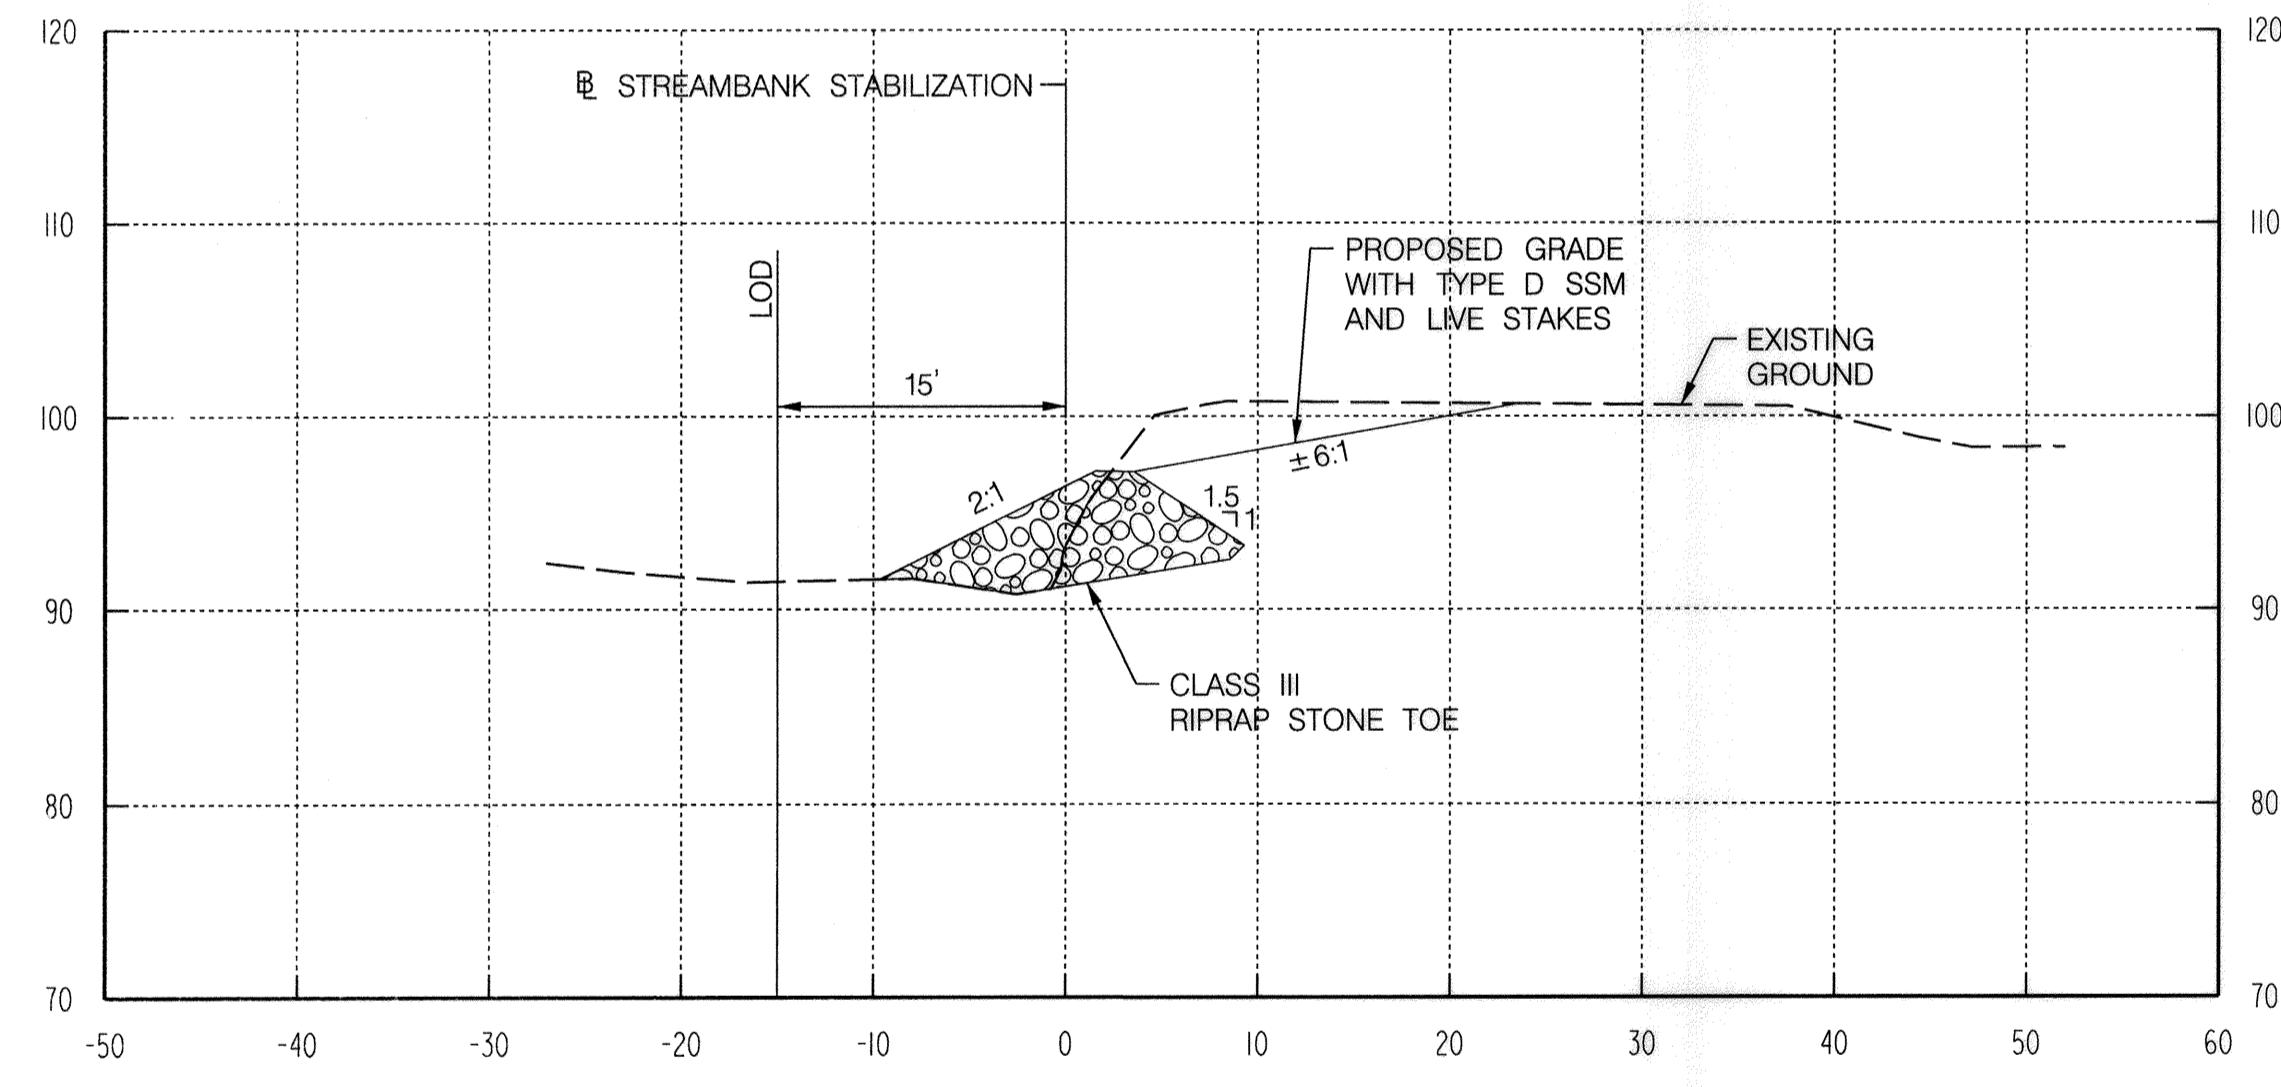 120
120
BL STREAMBANK STABILIZATION
110
110
LOD
PROPOSED GRADE
WITH TYPE D SSM
AND LIVE STAKES
EXISTING
GROUND
15'
100
100
±6:1
2:1
1.5
1
90
90
CLASS III
RIPRAP STONE TOE
80
80
70
70
-50 -40 -30 -20 -10 0 10 20 30 40 50 60